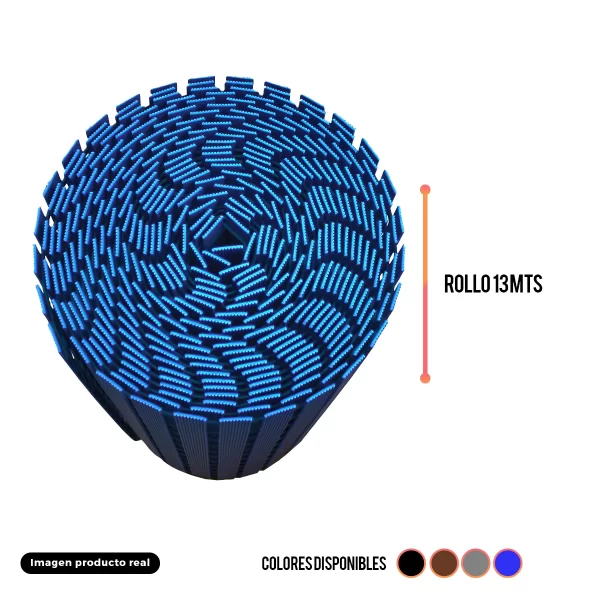 ROLLO 13MTS
Imagen producto real
COLORES DISPONIBLES